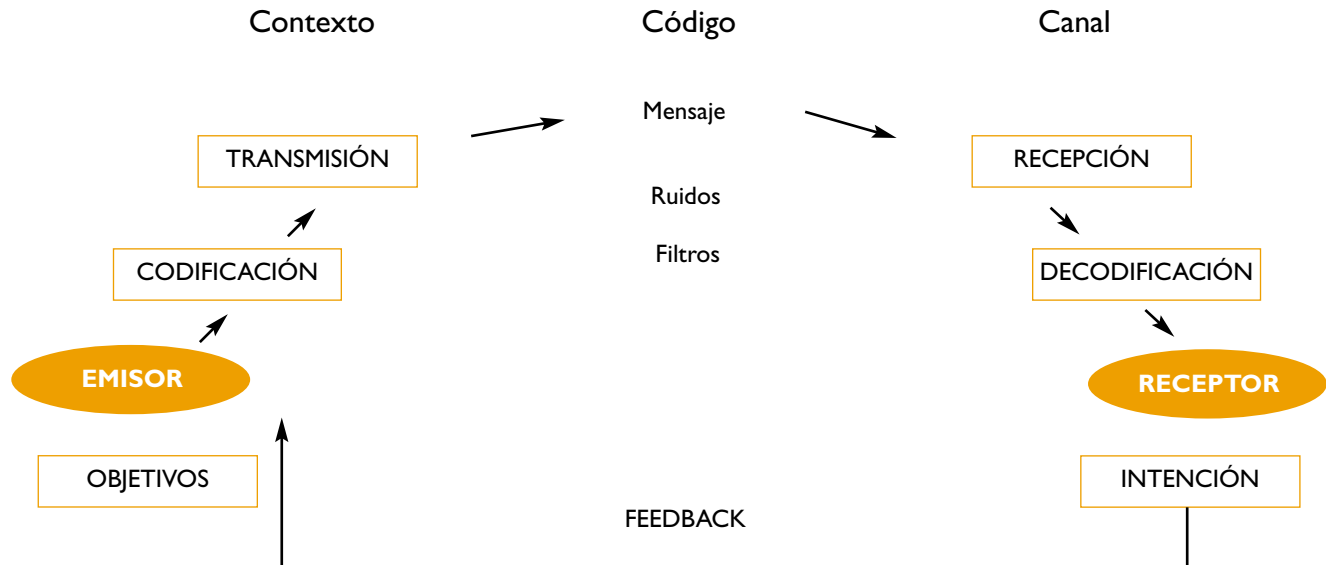 Contexto
Código
Canal
Mensaje
TRANSMISIÓN
RECEPCIÓN
Ruidos
Filtros
CODIFICACIÓN
DECODIFICACIÓN
EMISOR
RECEPTOR
OBJETIVOS
INTENCIÓN
FEEDBACK